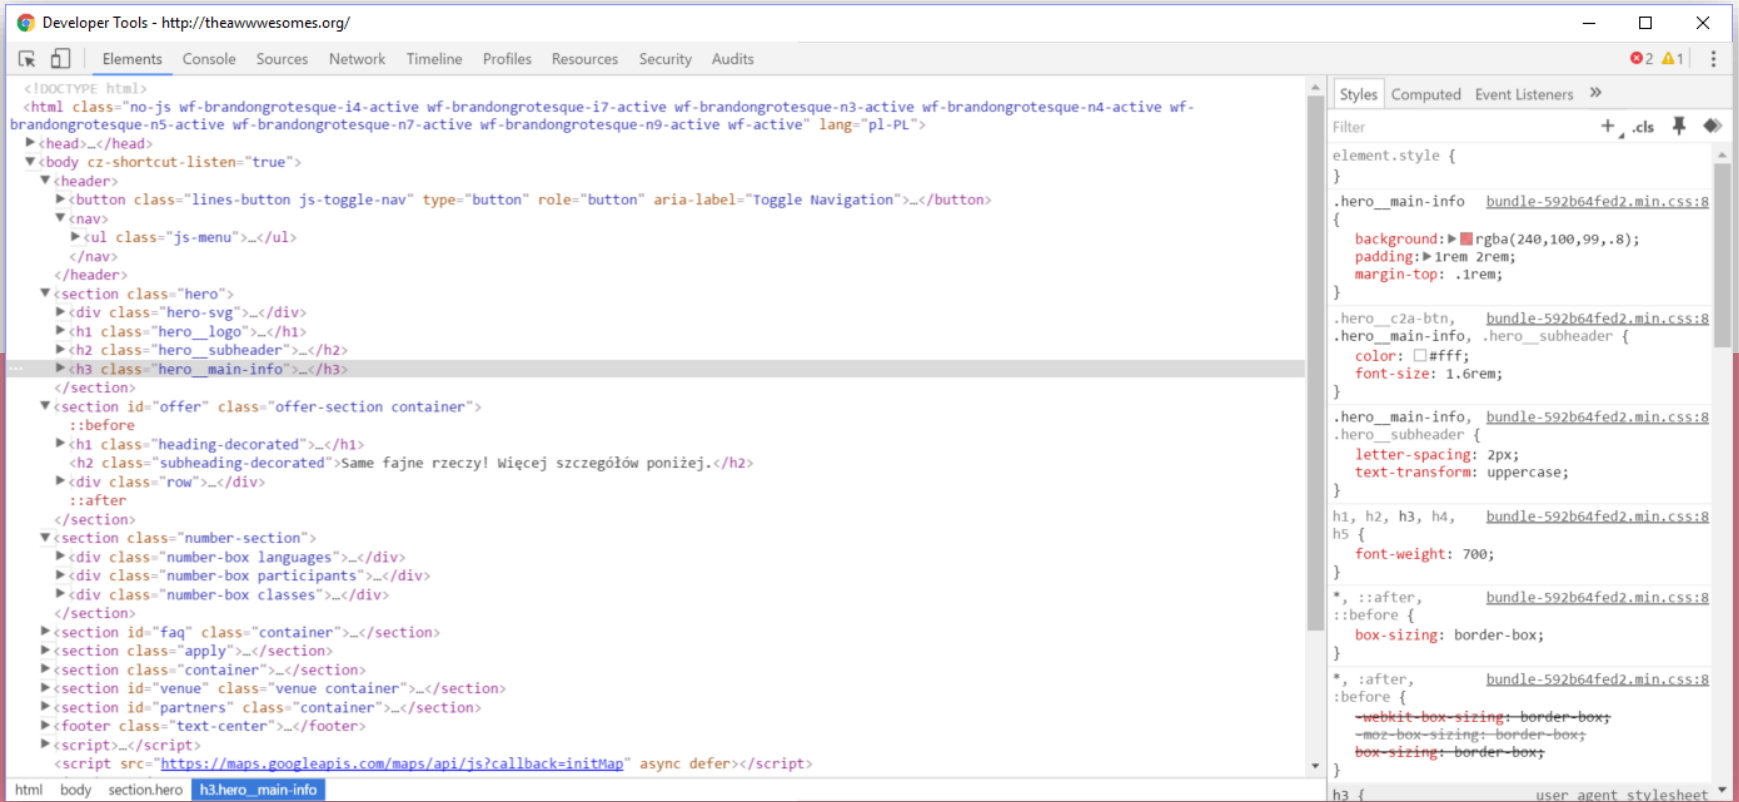 Developer Tools - http://theawwwesomes.org/
Elements Console Sources Network Timeline Profiles Resources Security Audits
2 1
<!DOCTYPE html>
<html class="no-js wf-brandongrotesque-i4-active wf-brandongrotesque-i7-active wf-brandongrotesque-n3-active wf-brandongrotesque-n4-active wf-
brandongrotesque-n5-active wf-brandongrotesque-n7-active wf-brandongrotesque-n9-active wf-active" lang="pl-PL">
<head>…</head>
<body cz-shortcut-listen="true">
<header>
<button class="lines-button js-toggle-nav" type="button" role="button" aria-label="Toggle Navigation">…</button>
<nav>
<ul class="js-menu">…</ul>
</nav>
</header>
<section class="hero">
<div class="hero-svg">…</div>
<h1 class="hero__logo">…</h1>
<h2 class="hero__subheader">…</h2>
<h3 class="hero__main-info">…</h3>
</section>
<section id="offer" class="offer-section container">
::before
<h1 class="heading-decorated">…</h1>
<h2 class="subheading-decorated">Same fajne rzeczy! Więcej szczegółów poniżej.</h2>
<div class="row">…</div>
::after
</section>
<section class="number-section">
<div class="number-box languages">…</div>
<div class="number-box participants">…</div>
<div class="number-box classes">…</div>
</section>
<section id="faq" class="container">…</section>
<section class="apply">…</section>
<section class="container">…</section>
<section id="venue" class="venue container">…</section>
<section id="partners" class="container">…</section>
<footer class="text-center">…</footer>
<script>…</script>
<script src="https://maps.googleapis.com/maps/api/js?callback=initMap" async defer></script>
html body section.hero h3.hero__main-info
Styles Computed Event Listeners »
Filter + .cls
element.style {
}
.hero__main-info bundle-592b64fed2.min.css:8
{
background: rgba(240,100,99,.8);
padding: 1rem 2rem;
margin-top: .1rem;
}
.hero__c2a-btn, bundle-592b64fed2.min.css:8
.hero__main-info, .hero__subheader {
color: #fff;
font-size: 1.6rem;
}
.hero__main-info, bundle-592b64fed2.min.css:8
.hero__subheader {
letter-spacing: 2px;
text-transform: uppercase;
}
h1, h2, h3, h4, bundle-592b64fed2.min.css:8
h5 {
font-weight: 700;
}
*, ::after, bundle-592b64fed2.min.css:8
::before {
box-sizing: border-box;
}
*, :after, bundle-592b64fed2.min.css:8
:before {
-webkit-box-sizing: border-box;
-moz-box-sizing: border-box;
box-sizing: border-box;
}
h3 { user agent stylesheet